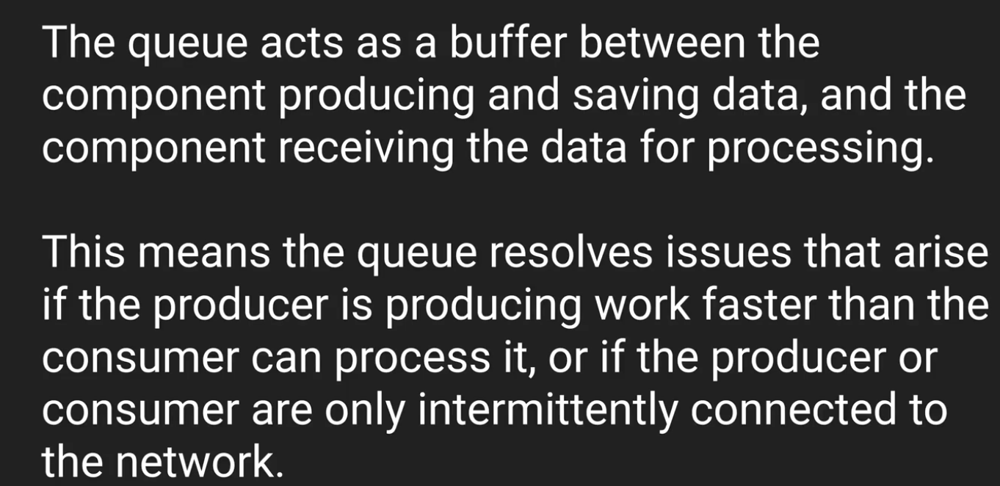 The queue acts as a buffer between the
component producing and saving data, and the
component receiving the data for processing.
This means the queue resolves issues that arise
if the producer is producing work faster than the
consumer can process it, or if the producer or
consumer are only intermittently connected to
the network.